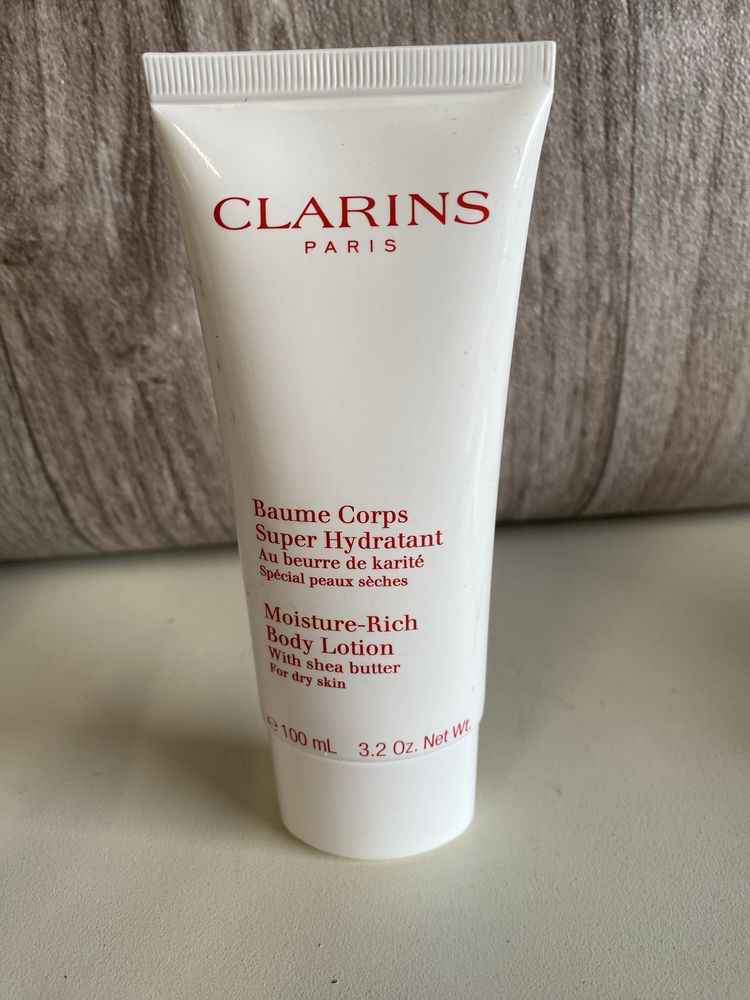 CLARINS
PARIS
Baume Corps
Super Hydratant
Au beurre de karité
Spécial peaux sèches
Moisture-Rich
Body Lotion
With shea butter
For dry skin
℮ 100 mL 3.2 Oz. Net Wt.